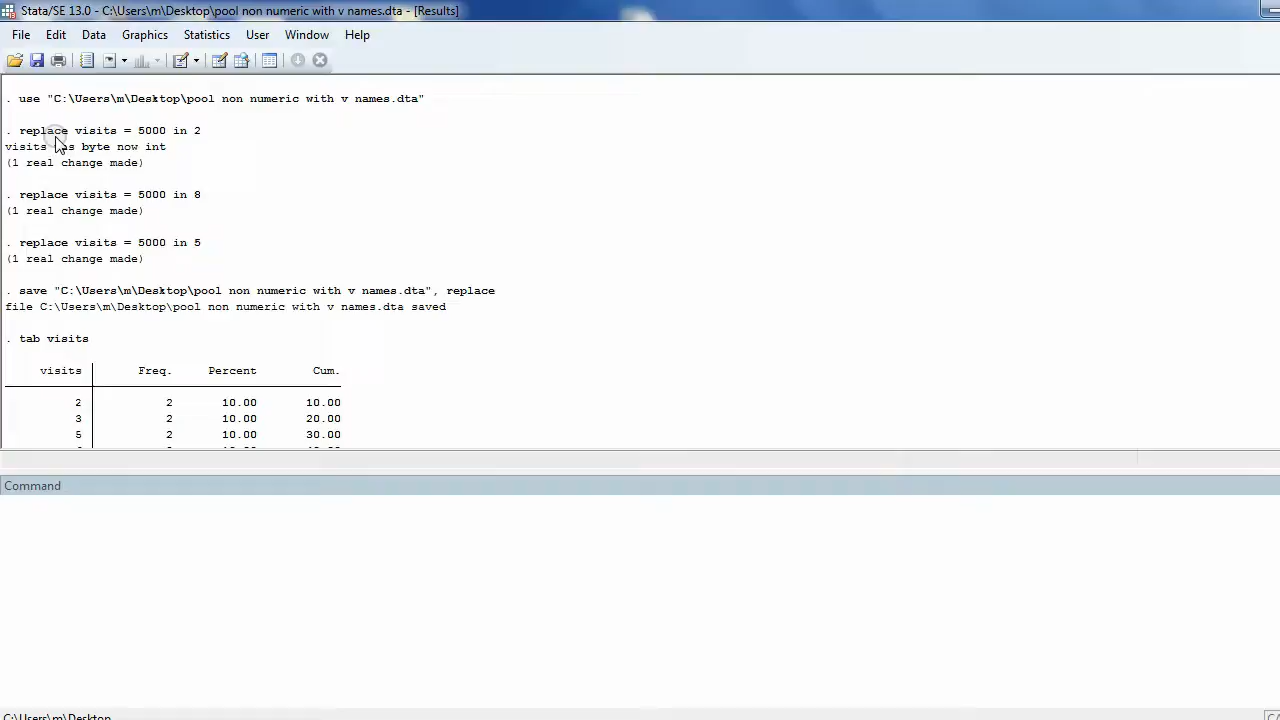 Stata/SE 13.0 - C:\Users\m\Desktop\pool non numeric with v names.dta - [Results]
File Edit Data Graphics Statistics User Window Help
. use "C:\Users\m\Desktop\pool non numeric with v names.dta"
. replace visits = 5000 in 2
visits was byte now int
(1 real change made)
. replace visits = 5000 in 8
(1 real change made)
. replace visits = 5000 in 5
(1 real change made)
. save "C:\Users\m\Desktop\pool non numeric with v names.dta", replace
file C:\Users\m\Desktop\pool non numeric with v names.dta saved
. tab visits
visits Freq. Percent Cum.
2 2 10.00 10.00
3 2 10.00 20.00
5 2 10.00 30.00
Command
C:\Users\m\Desktop